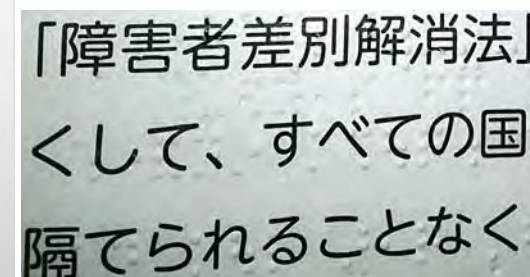 「障害者差別解消法」
くして、すべての国
隔てられることなく